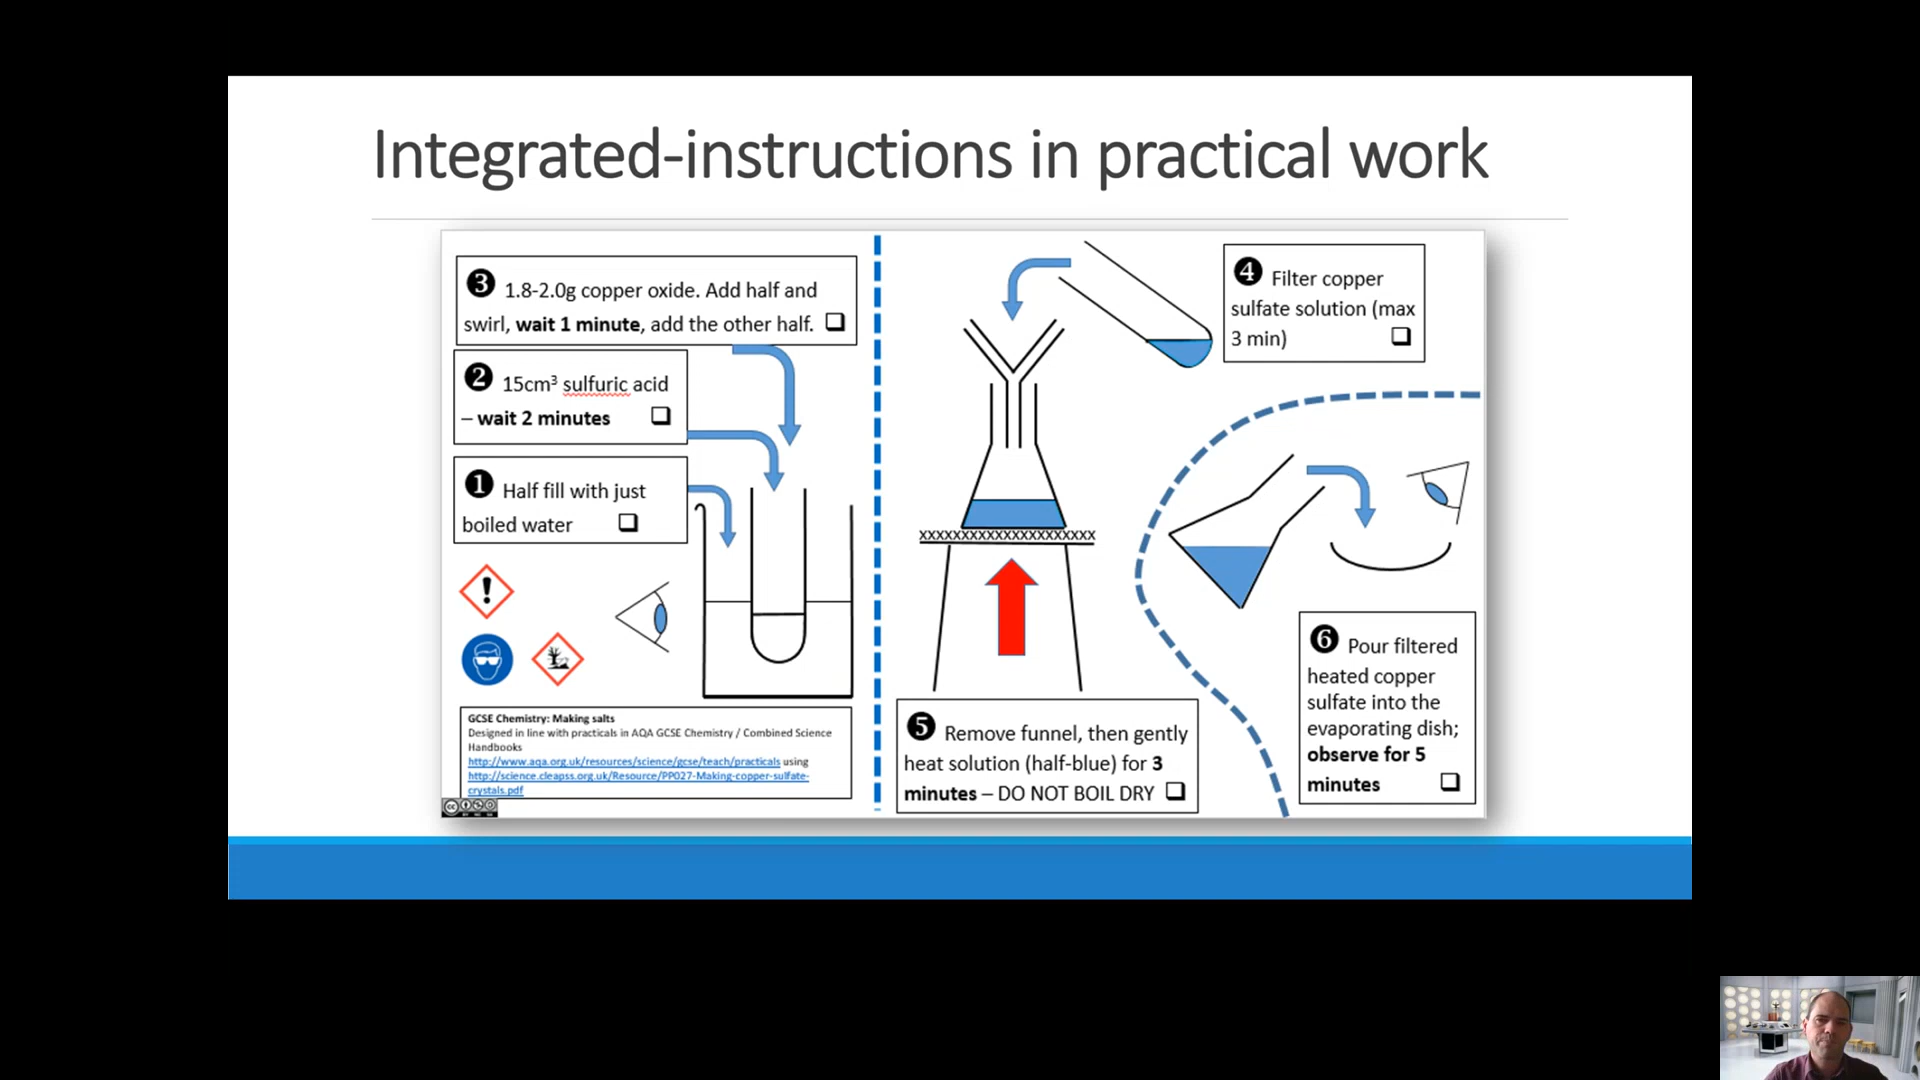 Integrated-instructions in practical work
❸ 1.8-2.0g copper oxide. Add half and
swirl, wait 1 minute, add the other half. ❑
❷ 15cm³ sulfuric acid
– wait 2 minutes ❑
❶ Half fill with just
boiled water ❑
GCSE Chemistry: Making salts
Designed in line with practicals in AQA GCSE Chemistry / Combined Science
Handbooks
http://www.aqa.org.uk/resources/science/gcse/teach/practicals using
http://science.cleapss.org.uk/Resource/PP027-Making-copper-sulfate-
crystals.pdf
❹ Filter copper
sulfate solution (max
3 min) ❑
XXXXXXXXXXXXXXXXXXXX
❺ Remove funnel, then gently
heat solution (half-blue) for 3
minutes – DO NOT BOIL DRY ❑
❻ Pour filtered
heated copper
sulfate into the
evaporating dish;
observe for 5
minutes ❑